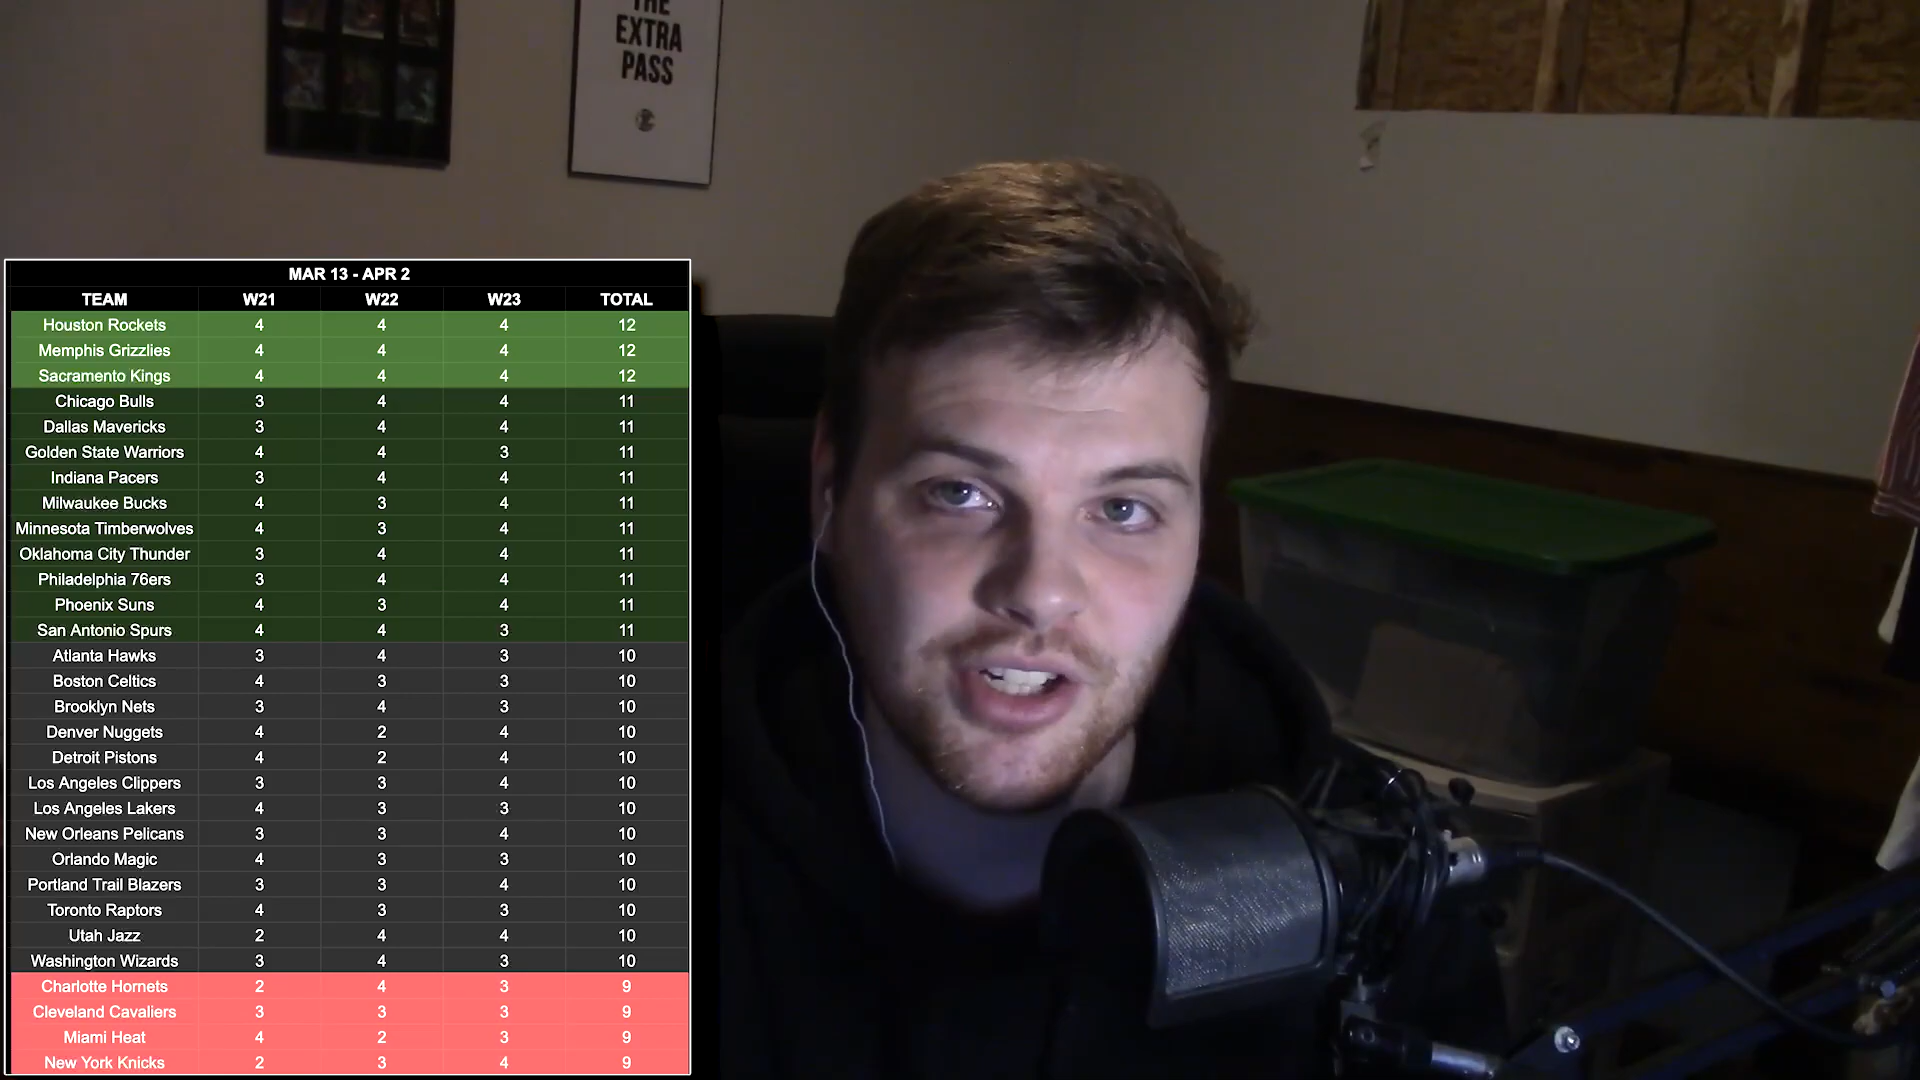 THE
EXTRA
PASS
MAR 13 - APR 2
TEAM W21 W22 W23 TOTAL
Houston Rockets 4 4 4 12
Memphis Grizzlies 4 4 4 12
Sacramento Kings 4 4 4 12
Chicago Bulls 3 4 4 11
Dallas Mavericks 3 4 4 11
Golden State Warriors 4 4 3 11
Indiana Pacers 3 4 4 11
Milwaukee Bucks 4 3 4 11
Minnesota Timberwolves 4 3 4 11
Oklahoma City Thunder 3 4 4 11
Philadelphia 76ers 3 4 4 11
Phoenix Suns 4 3 4 11
San Antonio Spurs 4 4 3 11
Atlanta Hawks 3 4 3 10
Boston Celtics 4 3 3 10
Brooklyn Nets 3 4 3 10
Denver Nuggets 4 2 4 10
Detroit Pistons 4 2 4 10
Los Angeles Clippers 3 3 4 10
Los Angeles Lakers 4 3 3 10
New Orleans Pelicans 3 3 4 10
Orlando Magic 4 3 3 10
Portland Trail Blazers 3 3 4 10
Toronto Raptors 4 3 3 10
Utah Jazz 2 4 4 10
Washington Wizards 3 4 3 10
Charlotte Hornets 2 4 3 9
Cleveland Cavaliers 3 3 3 9
Miami Heat 4 2 3 9
New York Knicks 2 3 4 9